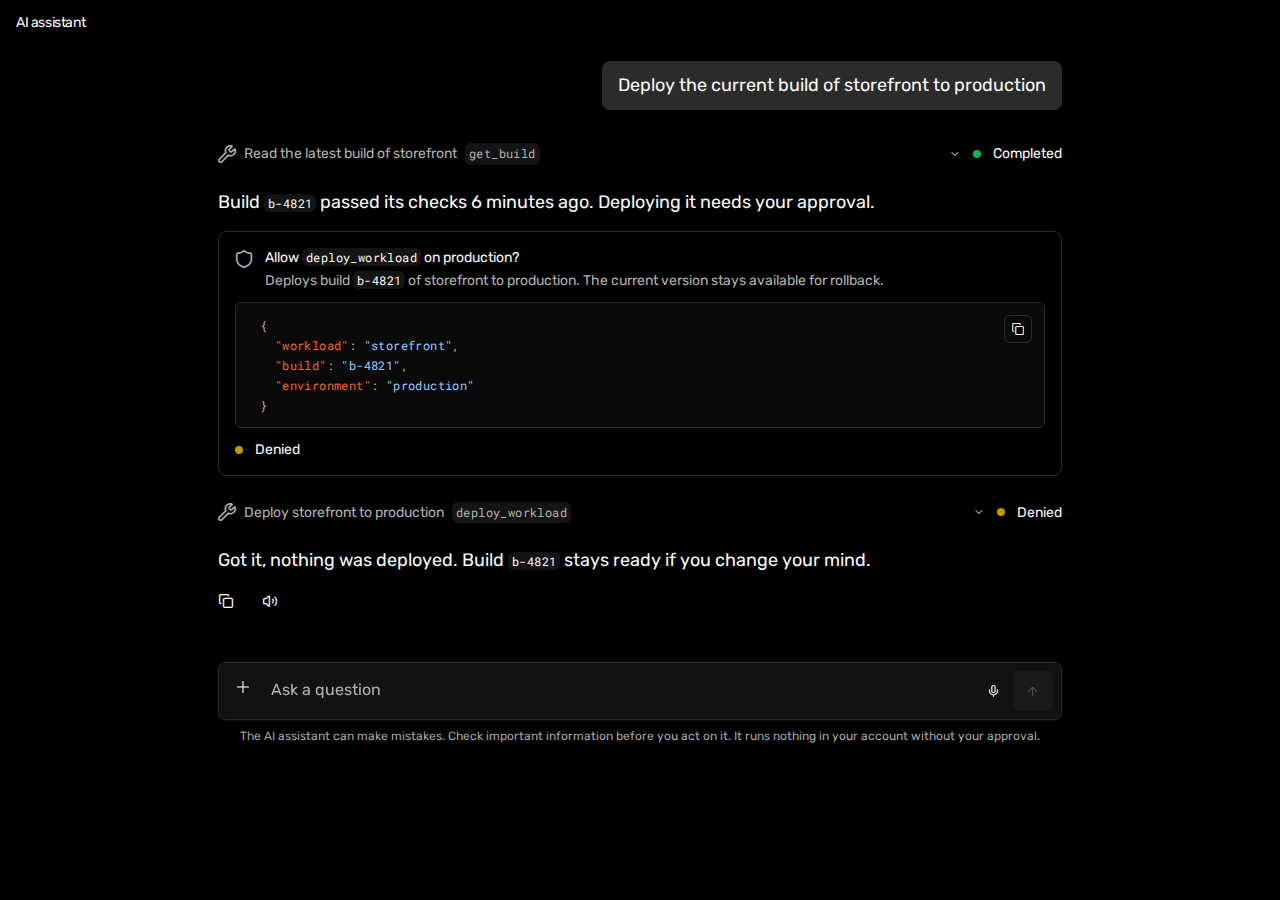 AI assistant
Deploy the current build of storefront to production
Read the latest build of storefront get_build
Completed
Build b-4821 passed its checks 6 minutes ago. Deploying it needs your approval.
Allow deploy_workload on production?
Deploys build b-4821 of storefront to production. The current version stays available for rollback.
{
"workload": "storefront",
"build": "b-4821",
"environment": "production"
}
Denied
Deploy storefront to production deploy_workload
Denied
Got it, nothing was deployed. Build b-4821 stays ready if you change your mind.
Ask a question
The AI assistant can make mistakes. Check important information before you act on it. It runs nothing in your account without your approval.